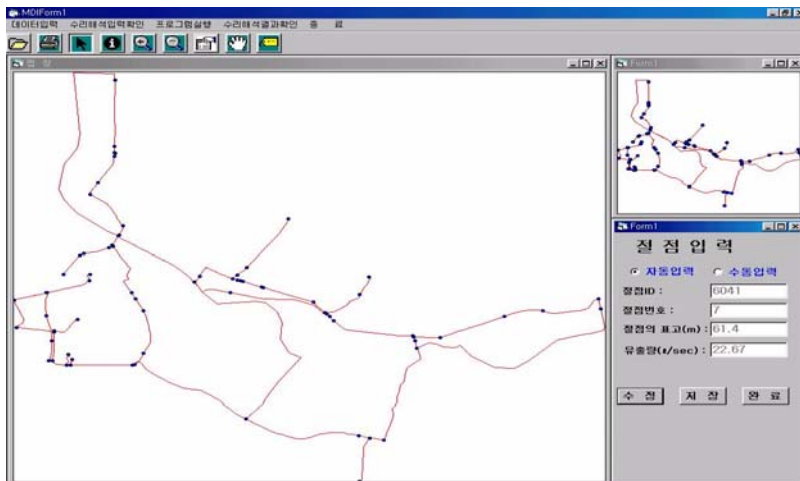 MDIForm1
데이터입력 수리해석입력확인 프로그램실행 수리해석결과확인 종 료
절 점
Form1
Form1
절 점 입 력
자동입력 수동입력
절점ID : 6041
절점번호 : 7
절점의 표고(m) : 61.4
유출량(ℓ/sec) : 22.67
수 정 저 장 완 료